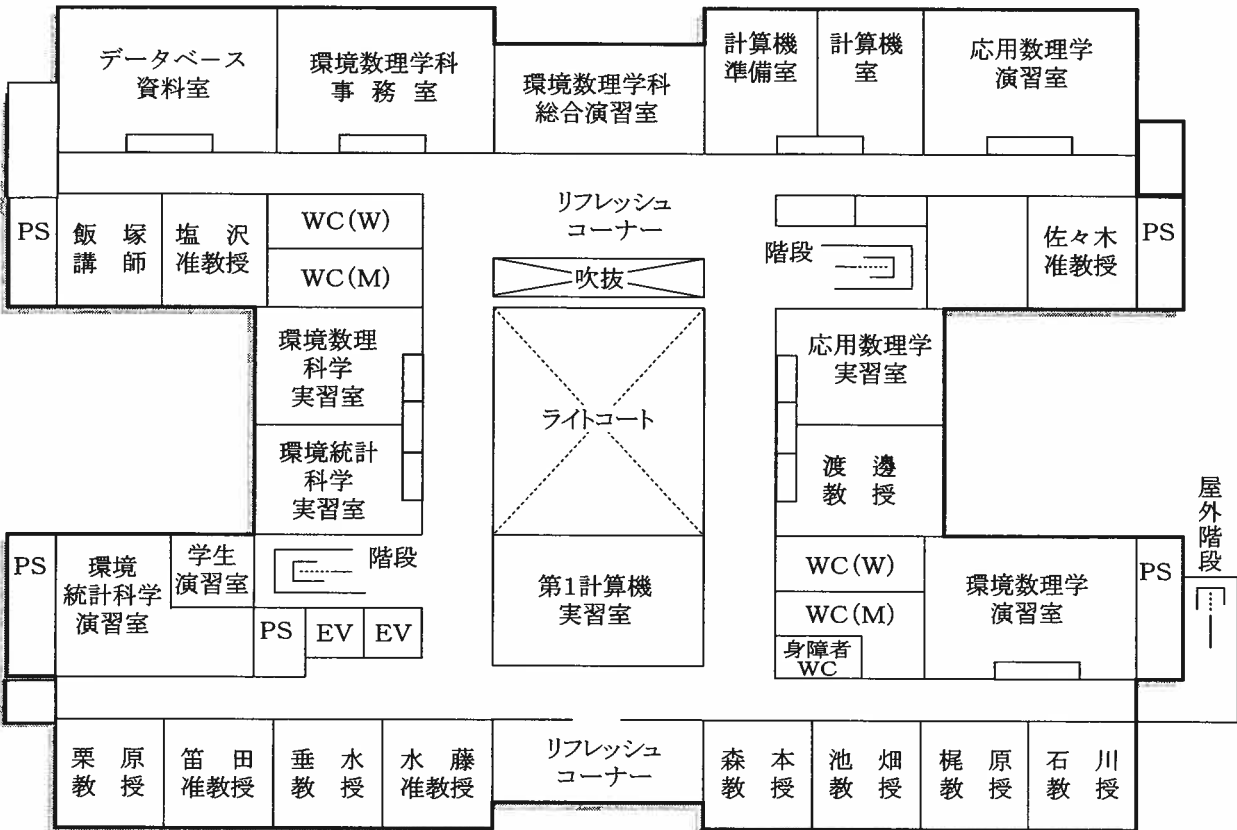 データベース
資料室
環境数理学科
事務室
環境数理学科
総合演習室
計算機
準備室
計算機
室
応用数理学
演習室
PS
飯塚
講師
塩沢
准教授
WC(W)
WC(M)
リフレッシュ
コーナー
吹抜
階段
佐々木
准教授
PS
環境数理
科学
実習室
ライトコート
応用数理学
実習室
環境統計
科学
実習室
渡邊
教授
屋外階段
PS
環境
統計科学
演習室
学生
演習室
階段
PS
EV
EV
第1計算機
実習室
WC(W)
WC(M)
身障者
WC
環境数理学
演習室
PS
栗原
教授
笛田
准教授
垂水
教授
水藤
准教授
リフレッシュ
コーナー
森本
教授
池畑
教授
梶原
教授
石川
教授